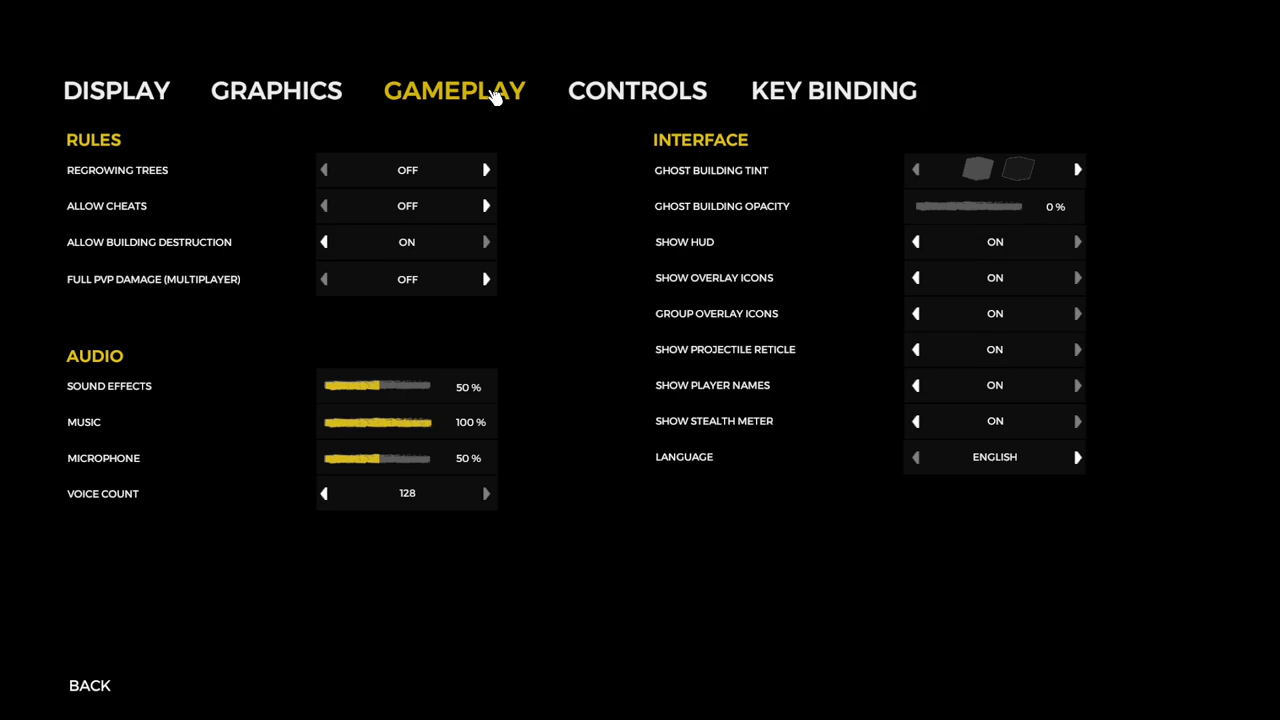 DISPLAY GRAPHICS GAMEPLAY CONTROLS KEY BINDING
RULES
REGROWING TREES OFF
ALLOW CHEATS OFF
ALLOW BUILDING DESTRUCTION ON
FULL PVP DAMAGE (MULTIPLAYER) OFF
AUDIO
SOUND EFFECTS 50 %
MUSIC 100 %
MICROPHONE 50 %
VOICE COUNT 128
INTERFACE
GHOST BUILDING TINT
GHOST BUILDING OPACITY 0 %
SHOW HUD ON
SHOW OVERLAY ICONS ON
GROUP OVERLAY ICONS ON
SHOW PROJECTILE RETICLE ON
SHOW PLAYER NAMES ON
SHOW STEALTH METER ON
LANGUAGE ENGLISH
BACK